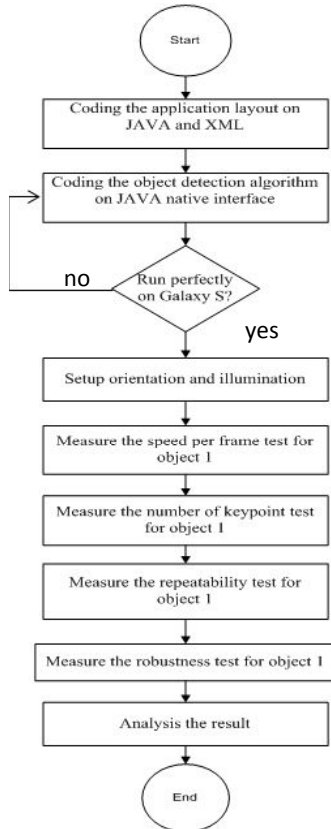 Start
Coding the application layout on
JAVA and XML
Coding the object detection algorithm
on JAVA native interface
no
Run perfectly
on Galaxy S?
yes
Setup orientation and illumination
Measure the speed per frame test for
object 1
Measure the number of keypoint test
for object 1
Measure the repeatability test for
object 1
Measure the robustness test for object 1
Analysis the result
End